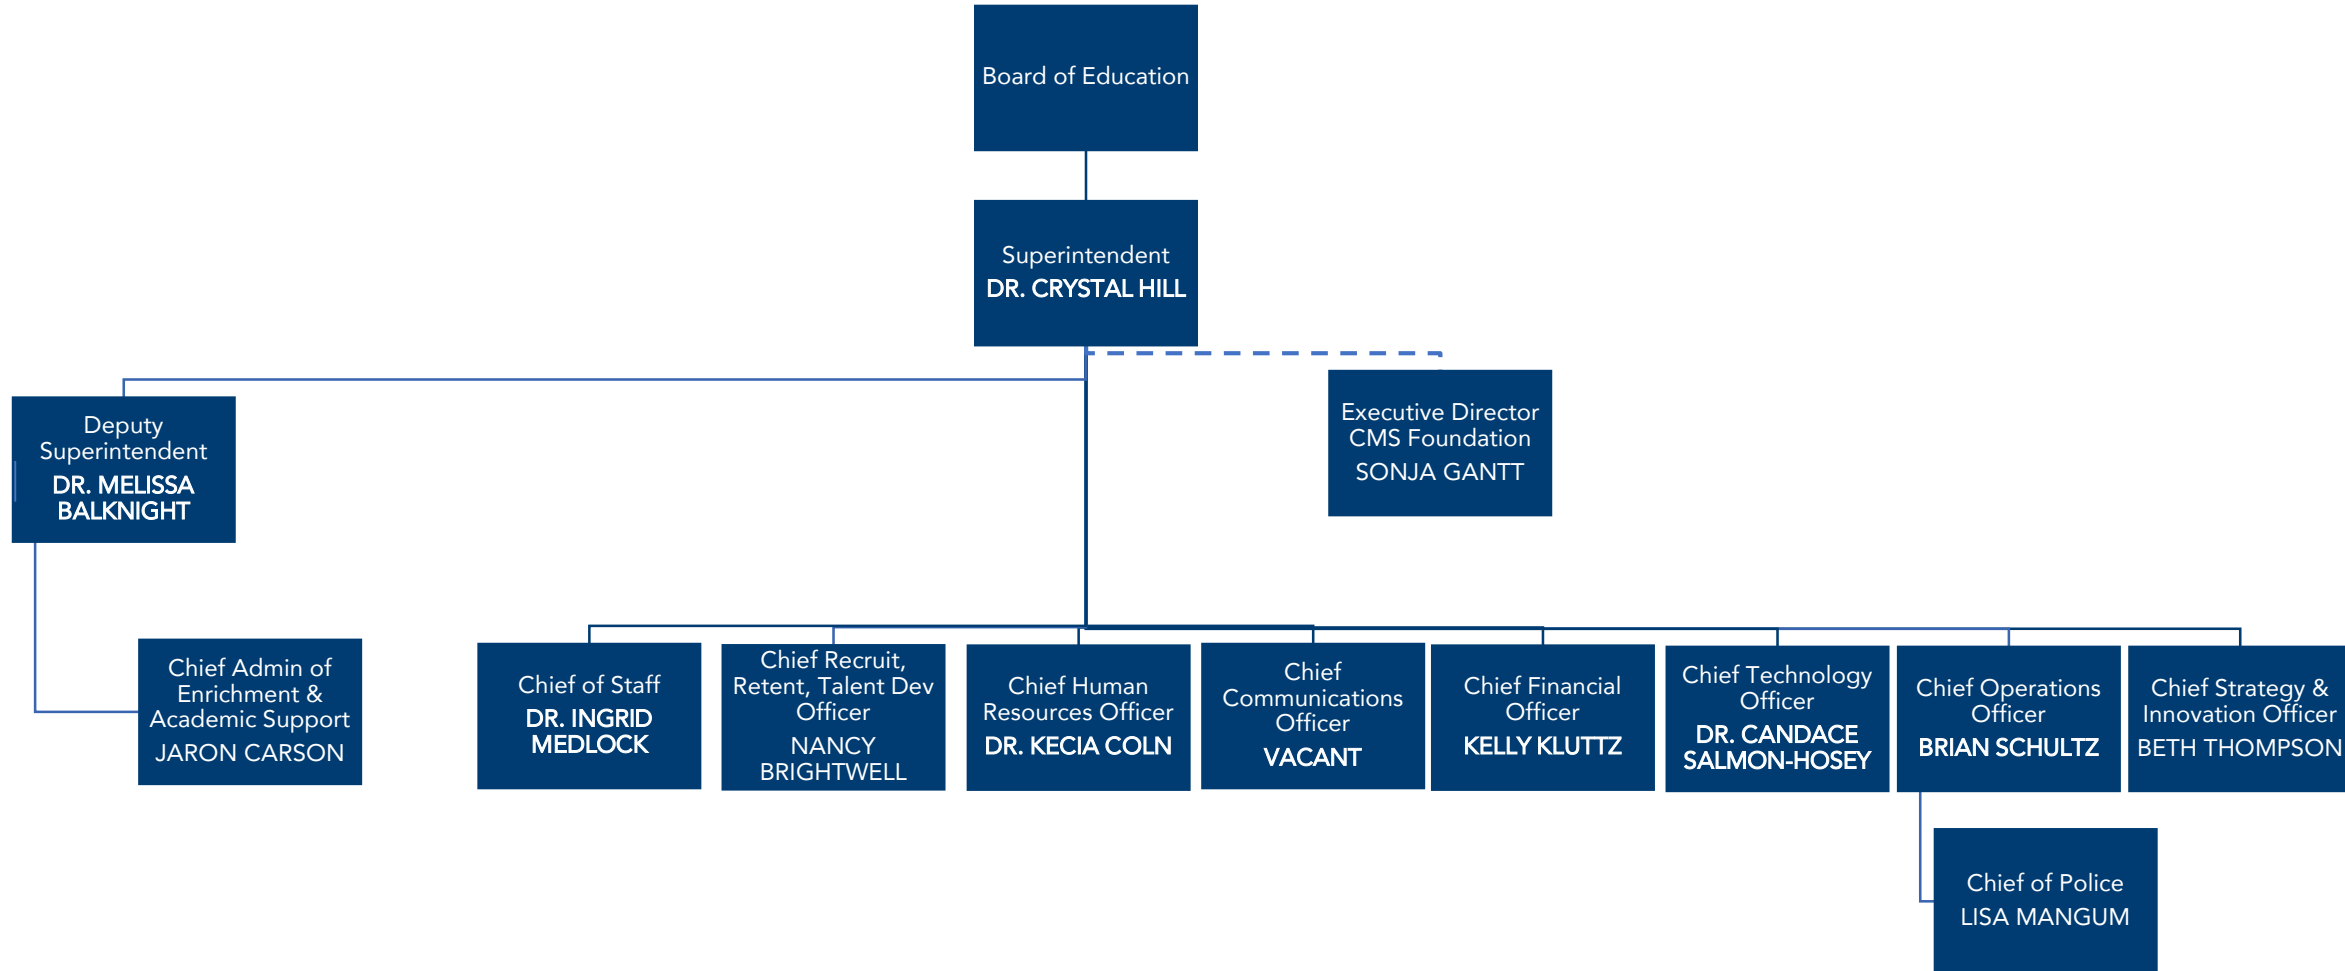 Board of Education
Superintendent
DR. CRYSTAL HILL
Executive Director
CMS Foundation
SONJA GANTT
Deputy
Superintendent
DR. MELISSA
BALKNIGHT
Chief Admin of
Enrichment &
Academic Support
JARON CARSON
Chief of Staff
DR. INGRID
MEDLOCK
Chief Recruit,
Retent, Talent Dev
Officer
NANCY
BRIGHTWELL
Chief Human
Resources Officer
DR. KECIA COLN
Chief
Communications
Officer
VACANT
Chief Financial
Officer
KELLY KLUTTZ
Chief Technology
Officer
DR. CANDACE
SALMON-HOSEY
Chief Operations
Officer
BRIAN SCHULTZ
Chief Strategy &
Innovation Officer
BETH THOMPSON
Chief of Police
LISA MANGUM